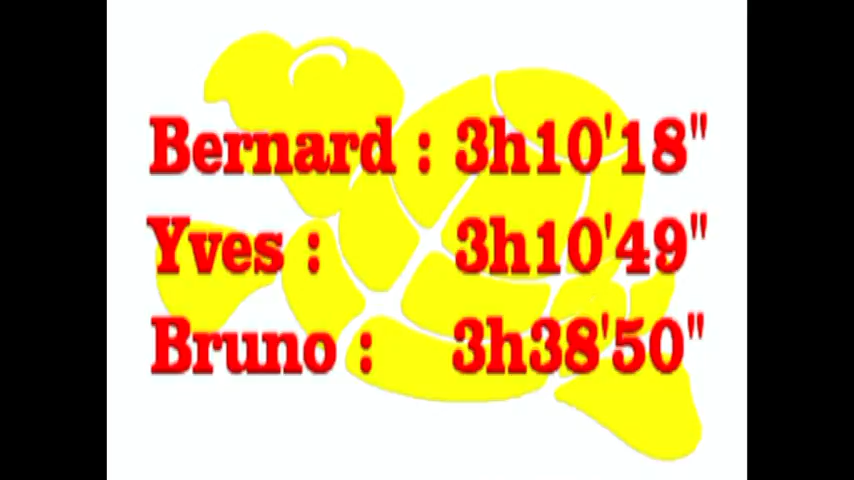 Bernard : 3h10'18"
Yves : 3h10'49"
Bruno : 3h38'50"